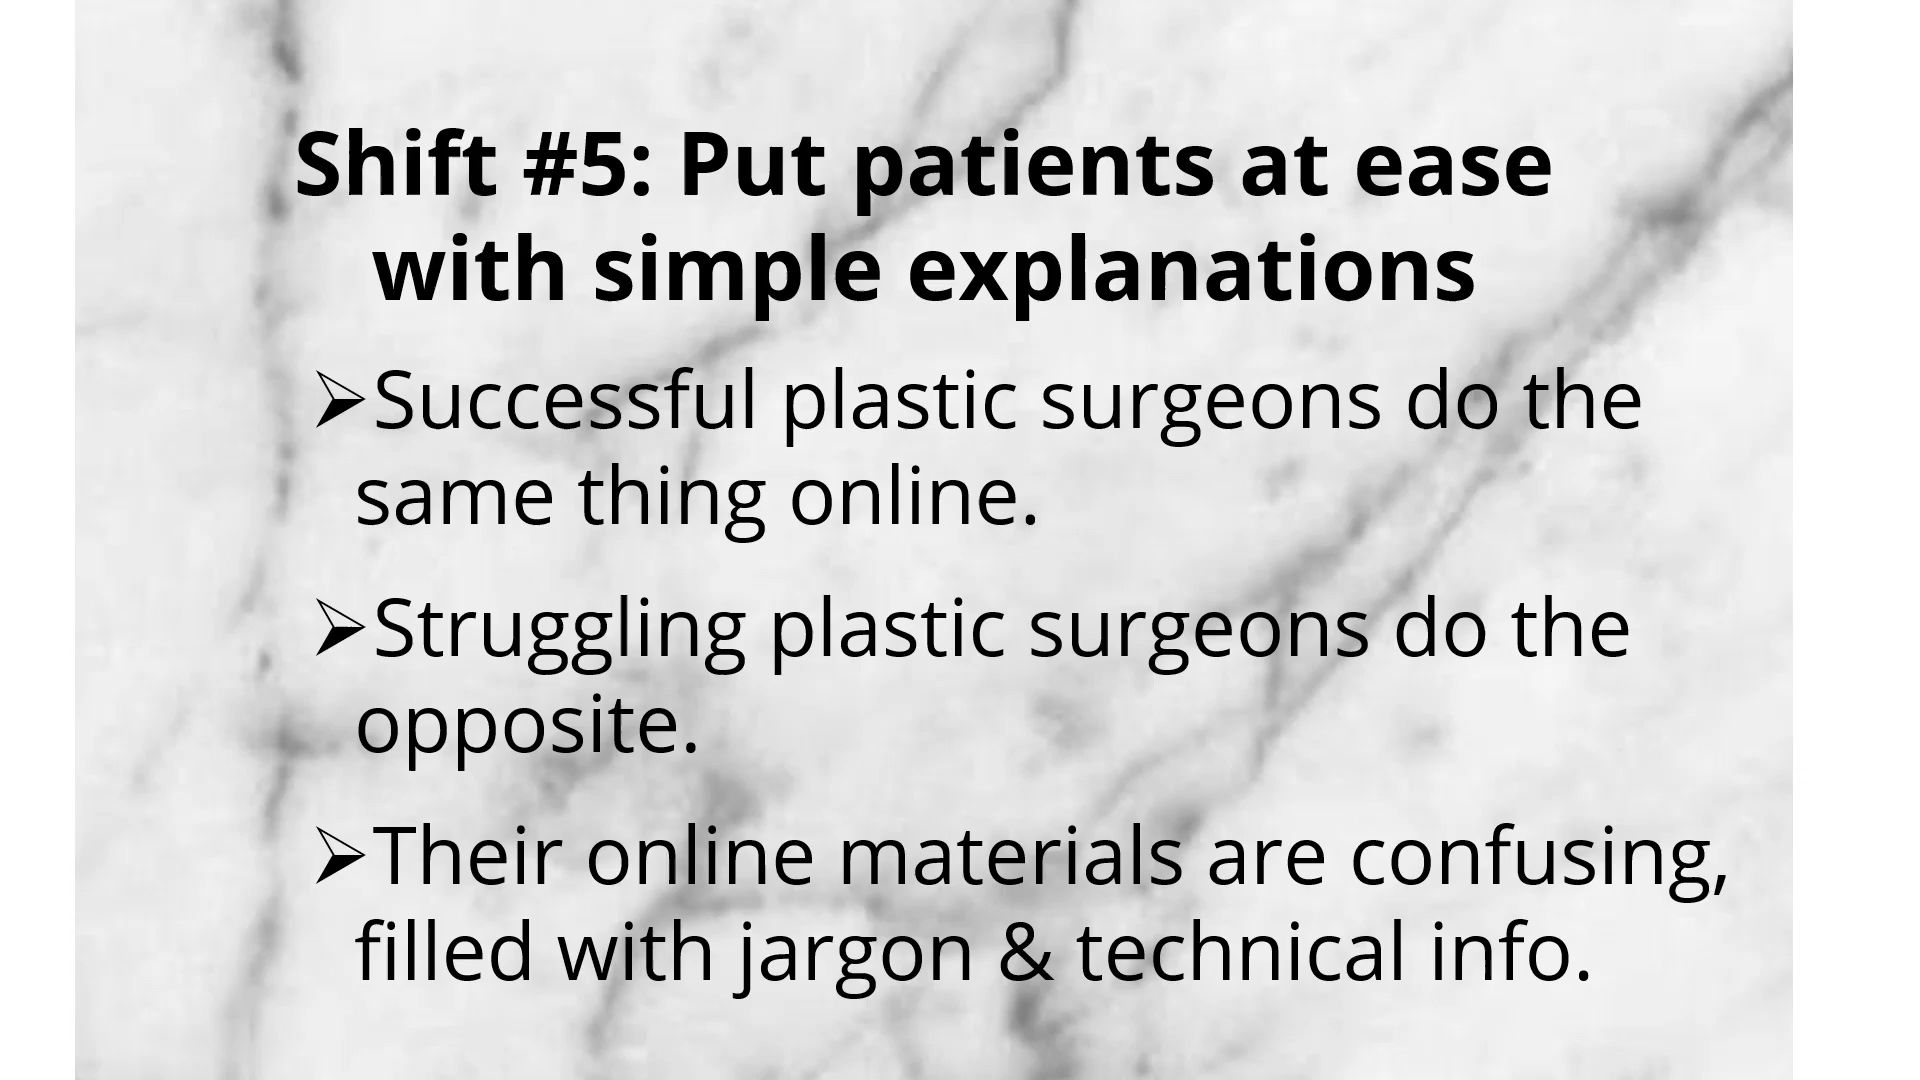 Shift #5: Put patients at ease
with simple explanations
➢Successful plastic surgeons do the
same thing online.
➢Struggling plastic surgeons do the
opposite.
➢Their online materials are confusing,
filled with jargon & technical info.